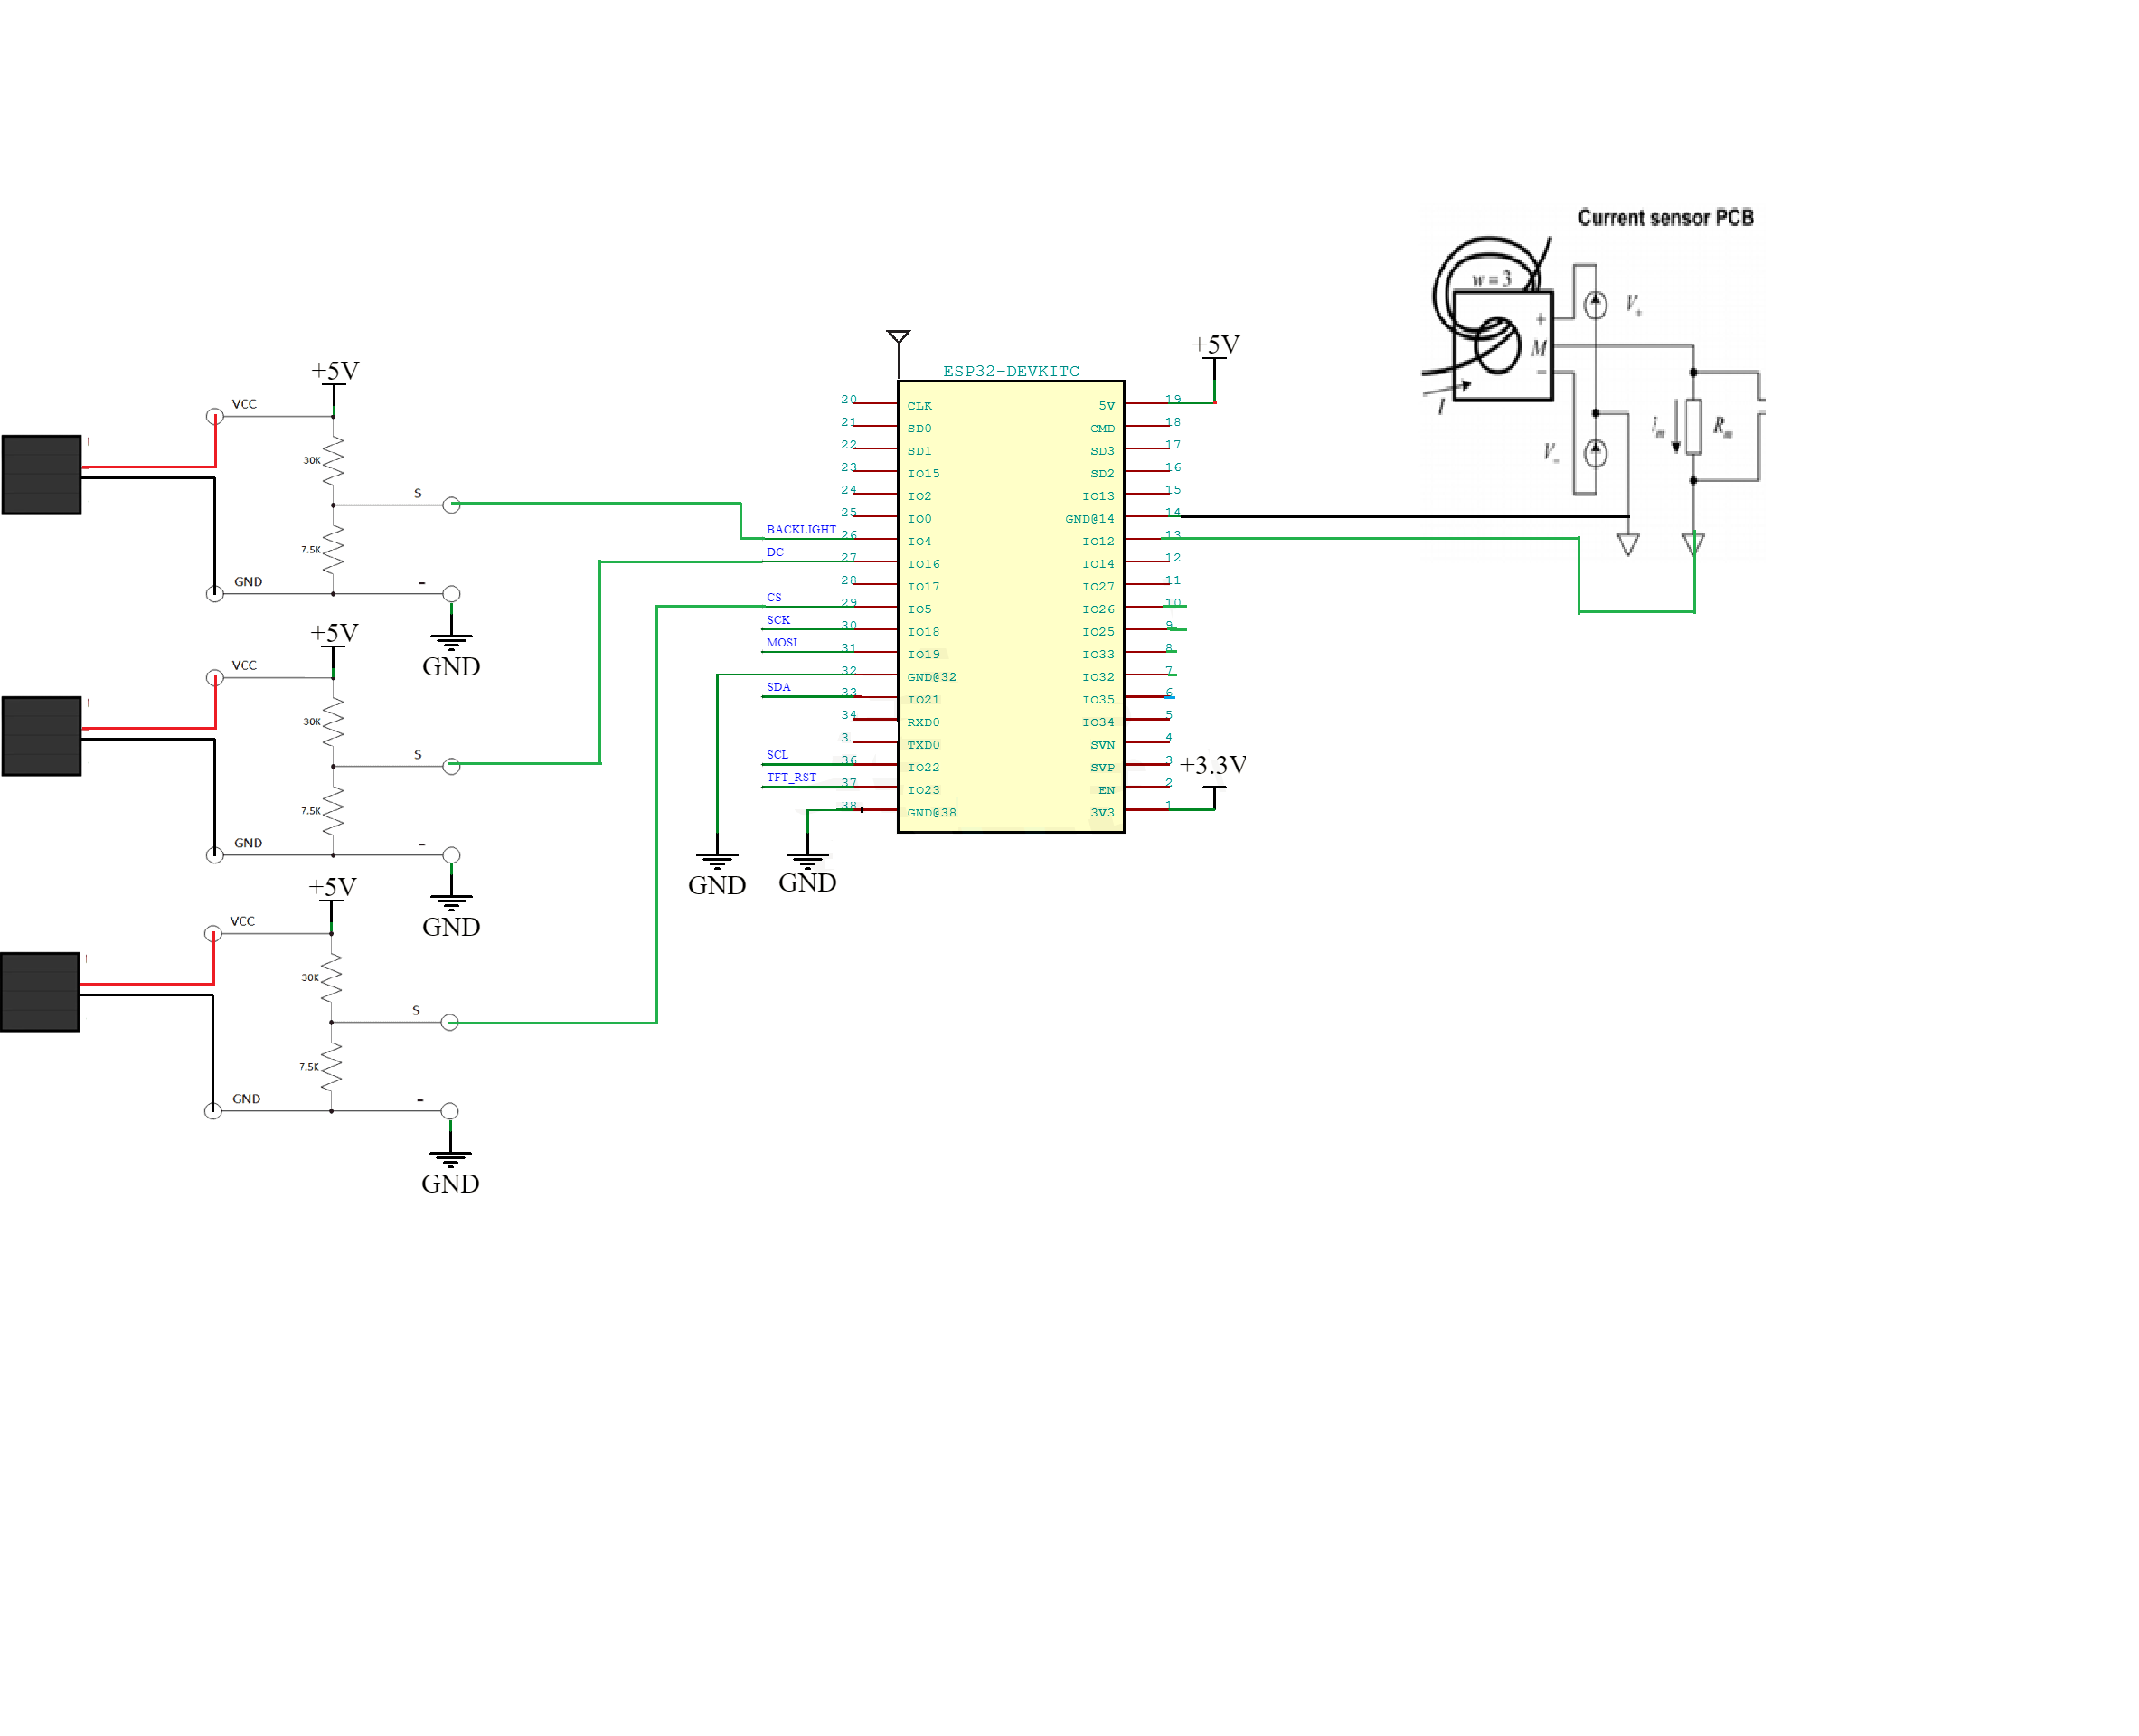 Current sensor PCB
w = 3
+
M
-
I
V+
V-
im
Rm
+5V
VCC
30K
S
7.5K
GND
-
GND
+5V
VCC
30K
S
7.5K
GND
-
GND
+5V
VCC
30K
S
7.5K
GND
-
GND
ESP32-DEVKITC
+5V
20 CLK
21 SD0
22 SD1
23 IO15
24 IO2
25 IO0
BACKLIGHT 26 IO4
DC 27 IO16
28 IO17
CS 29 IO5
SCK 30 IO18
MOSI 31 IO19
32 GND@32
SDA 33 IO21
34 RXD0
3 TXD0
SCL 36 IO22
TFT_RST 37 IO23
38 GND@38
5V 19
CMD 18
SD3 17
SD2 16
IO13 15
GND@14 14
IO12 13
IO14 12
IO27 11
IO26 10
IO25 9
IO33 8
IO32 7
IO35 6
IO34 5
SVN 4
SVP 3
EN 2
3V3 1
+3.3V
GND
GND